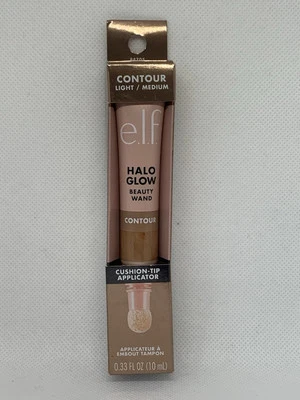 CONTOUR
LIGHT / MEDIUM
e.l.f.
HALO
GLOW
BEAUTY
WAND
CONTOUR
CUSHION-TIP
APPLICATOR
APPLICATEUR À
EMBOUT TAMPON
0.33 FL OZ (10 mL)